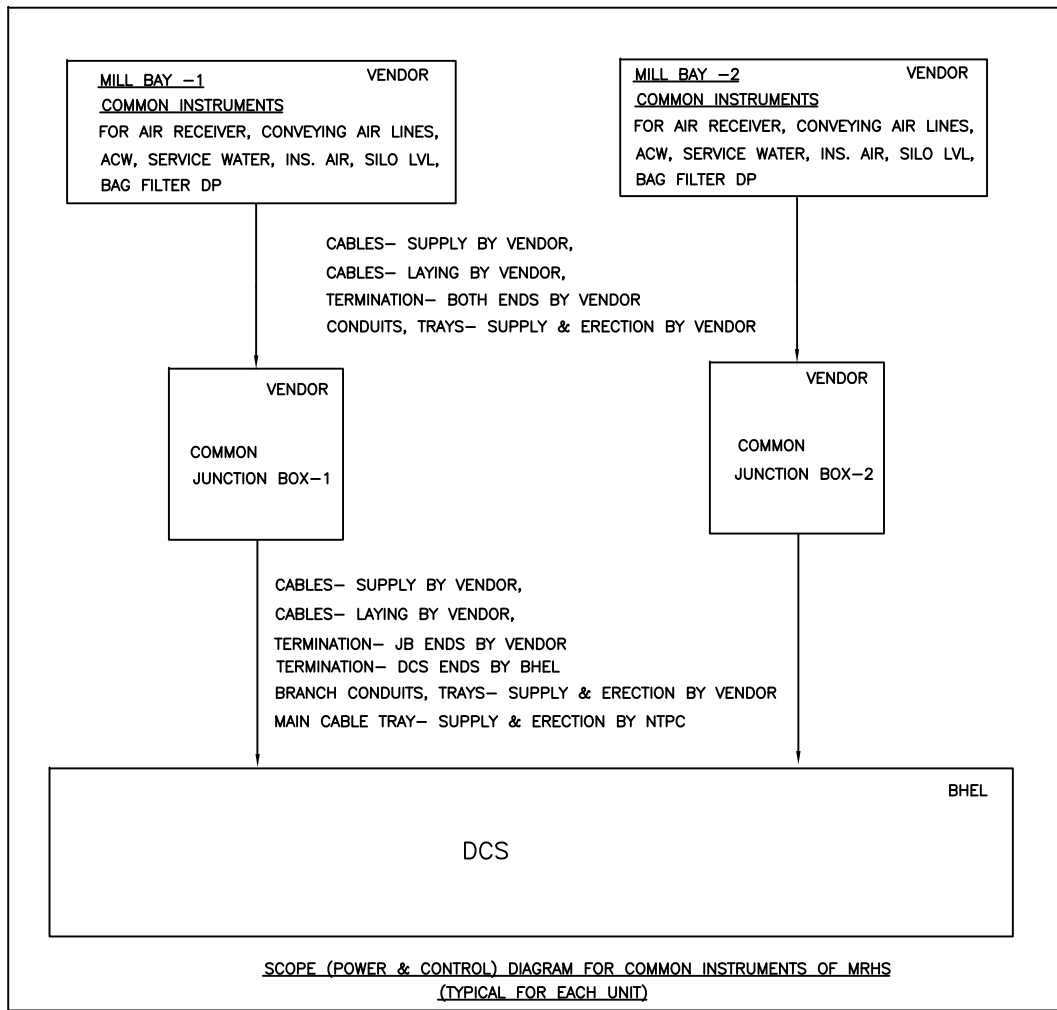 MILL BAY -1 VENDOR
COMMON INSTRUMENTS
FOR AIR RECEIVER, CONVEYING AIR LINES,
ACW, SERVICE WATER, INS. AIR, SILO LVL,
BAG FILTER DP
MILL BAY -2 VENDOR
COMMON INSTRUMENTS
FOR AIR RECEIVER, CONVEYING AIR LINES,
ACW, SERVICE WATER, INS. AIR, SILO LVL,
BAG FILTER DP
CABLES- SUPPLY BY VENDOR,
CABLES- LAYING BY VENDOR,
TERMINATION- BOTH ENDS BY VENDOR
CONDUITS, TRAYS- SUPPLY & ERECTION BY VENDOR
VENDOR
COMMON
JUNCTION BOX-1
VENDOR
COMMON
JUNCTION BOX-2
CABLES- SUPPLY BY VENDOR,
CABLES- LAYING BY VENDOR,
TERMINATION- JB ENDS BY VENDOR
TERMINATION- DCS ENDS BY BHEL
BRANCH CONDUITS, TRAYS- SUPPLY & ERECTION BY VENDOR
MAIN CABLE TRAY- SUPPLY & ERECTION BY NTPC
BHEL
DCS
SCOPE (POWER & CONTROL) DIAGRAM FOR COMMON INSTRUMENTS OF MRHS
(TYPICAL FOR EACH UNIT)